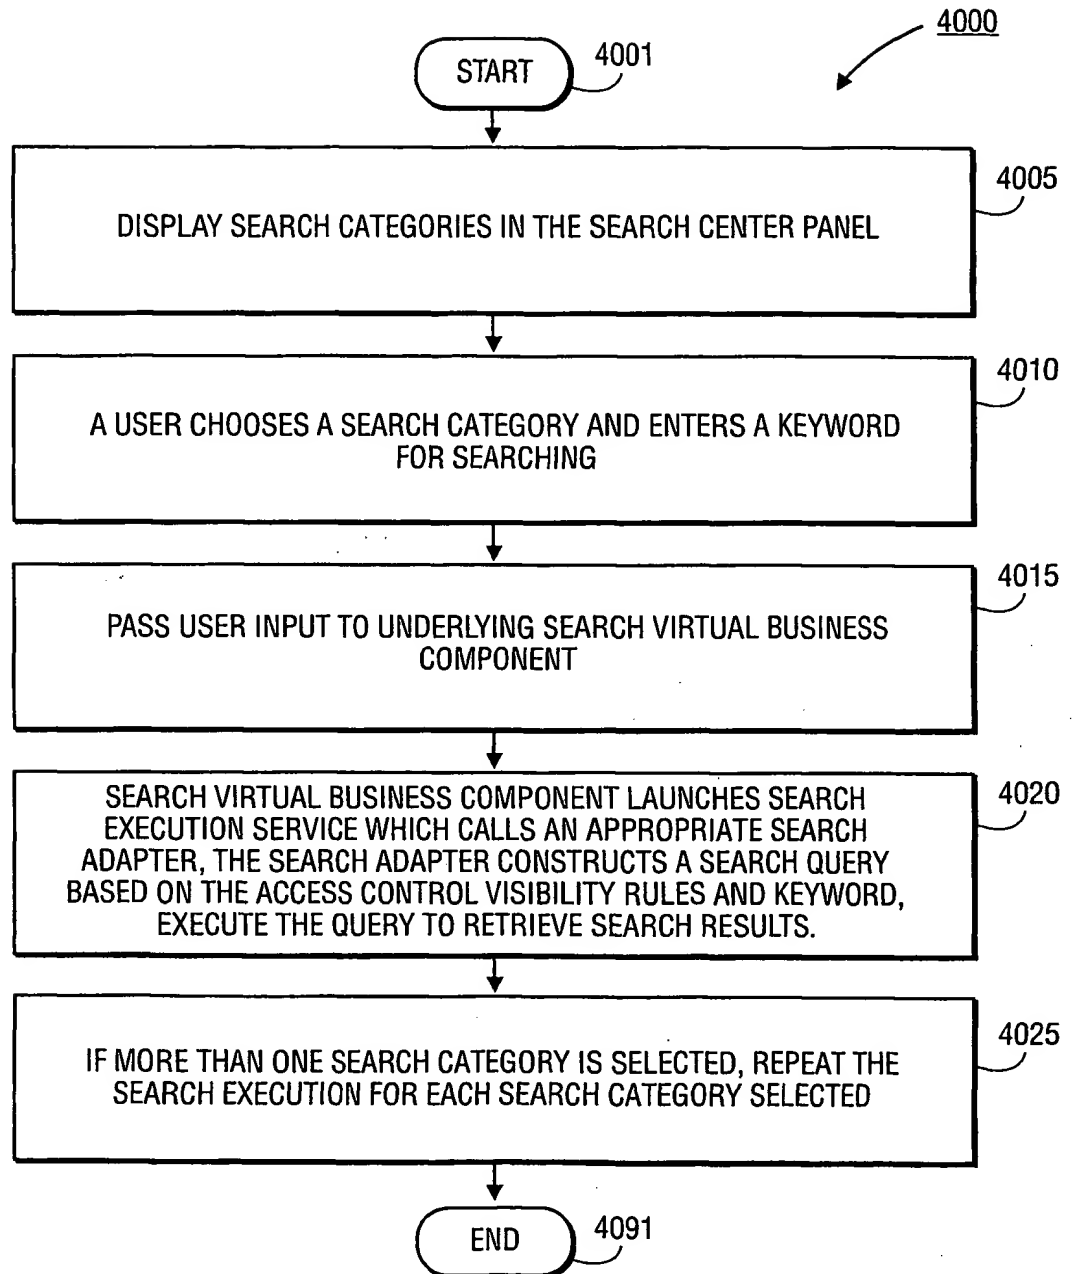 4000
START
4001
4005
DISPLAY SEARCH CATEGORIES IN THE SEARCH CENTER PANEL
4010
A USER CHOOSES A SEARCH CATEGORY AND ENTERS A KEYWORD
FOR SEARCHING
4015
PASS USER INPUT TO UNDERLYING SEARCH VIRTUAL BUSINESS
COMPONENT
4020
SEARCH VIRTUAL BUSINESS COMPONENT LAUNCHES SEARCH
EXECUTION SERVICE WHICH CALLS AN APPROPRIATE SEARCH
ADAPTER, THE SEARCH ADAPTER CONSTRUCTS A SEARCH QUERY
BASED ON THE ACCESS CONTROL VISIBILITY RULES AND KEYWORD,
EXECUTE THE QUERY TO RETRIEVE SEARCH RESULTS.
4025
IF MORE THAN ONE SEARCH CATEGORY IS SELECTED, REPEAT THE
SEARCH EXECUTION FOR EACH SEARCH CATEGORY SELECTED
END
4091